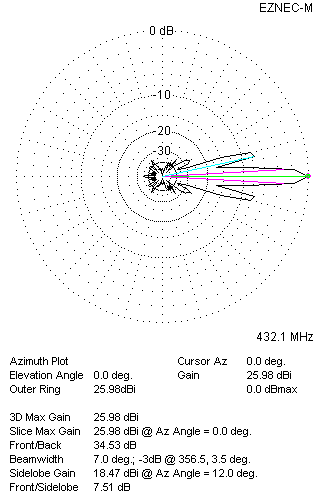 EZNEC-M
0 dB
-10
-20
-30
432.1 MHz
Azimuth Plot
Cursor Az 0.0 deg.
Elevation Angle 0.0 deg.
Gain 25.98 dBi
Outer Ring 25.98dBi
0.0 dBmax
3D Max Gain 25.98 dBi
Slice Max Gain 25.98 dBi @ Az Angle = 0.0 deg.
Front/Back 34.53 dB
Beamwidth 7.0 deg.; -3dB @ 356.5, 3.5 deg.
Sidelobe Gain 18.47 dBi @ Az Angle = 12.0 deg.
Front/Sidelobe 7.51 dB